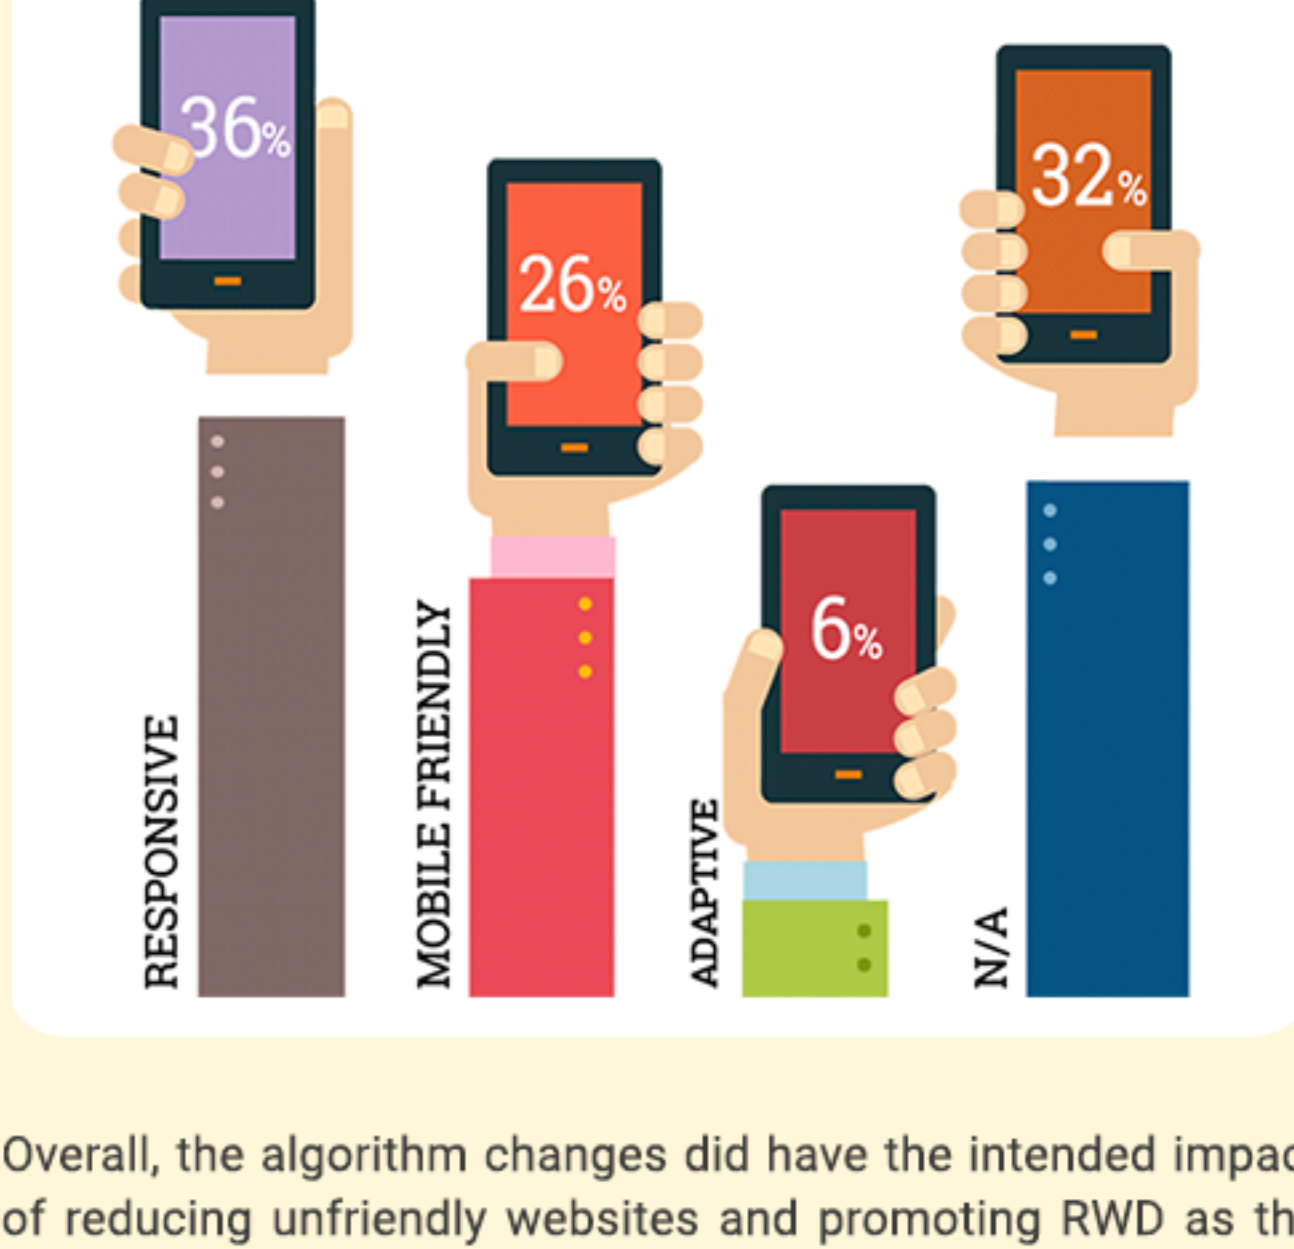 36%
26%
32%
6%
RESPONSIVE
MOBILE FRIENDLY
ADAPTIVE
N/A
Overall, the algorithm changes did have the intended impac
of reducing unfriendly websites and promoting RWD as th